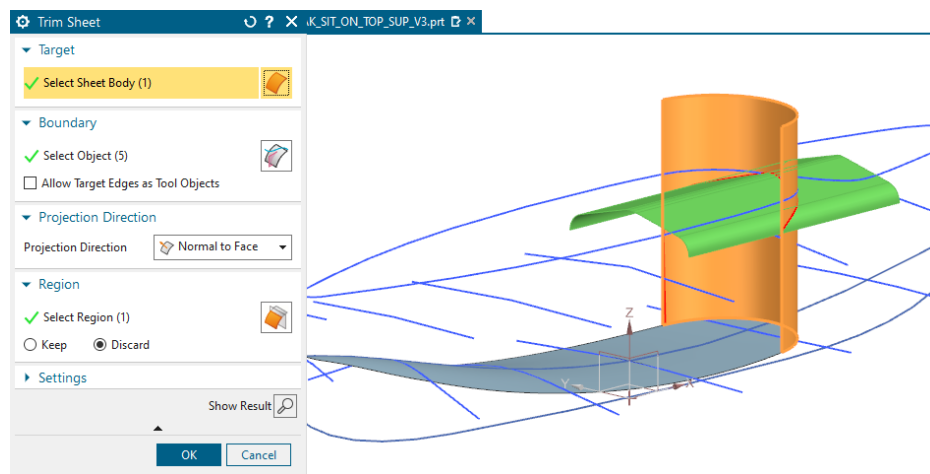 Trim Sheet
AK_SIT_ON_TOP_SUP_V3.prt
Target
Select Sheet Body (1)
Boundary
Select Object (5)
Allow Target Edges as Tool Objects
Projection Direction
Projection Direction Normal to Face
Region
Select Region (1)
Keep Discard
Settings
Show Result
OK Cancel
Z
Y X